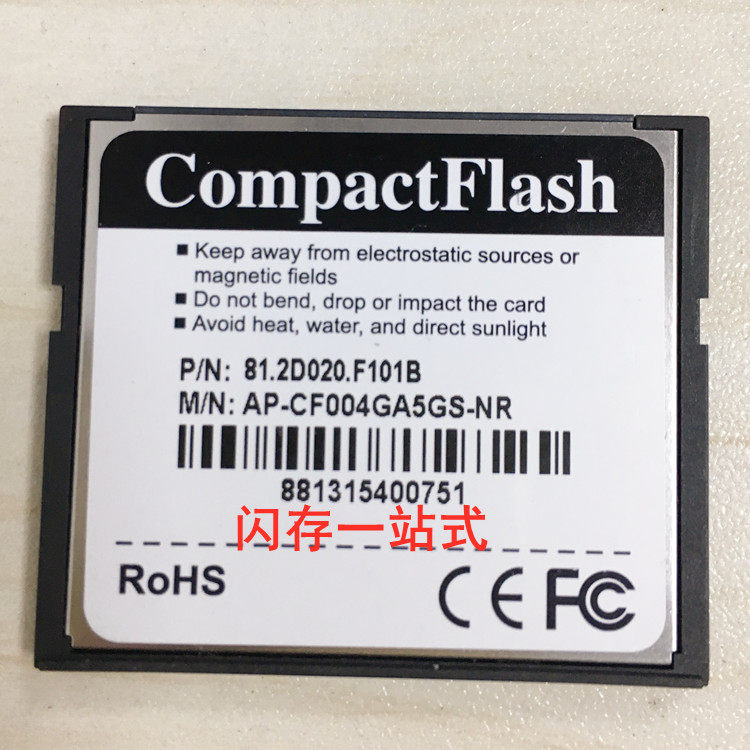 CompactFlash
■ Keep away from electrostatic sources or
magnetic fields
■ Do not bend, drop or impact the card
■ Avoid heat, water, and direct sunlight
P/N: 81.2D020.F101B
M/N: AP-CF004GA5GS-NR
881315400751
闪存一站式
RoHS CE FC